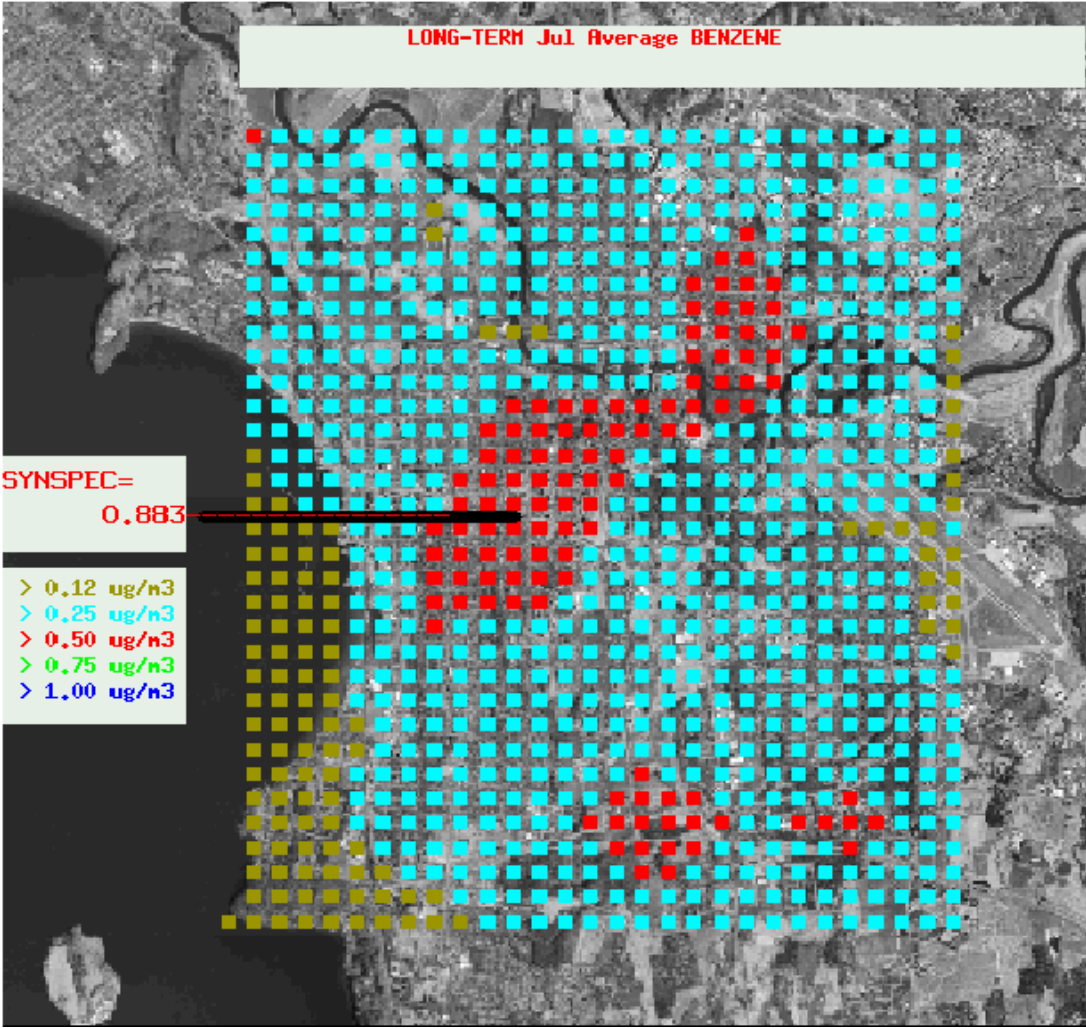 LONG-TERM Jul Average BENZENE
SYNSPEC=
0.883
> 0.12 ug/m3
> 0.25 ug/m3
> 0.50 ug/m3
> 0.75 ug/m3
> 1.00 ug/m3